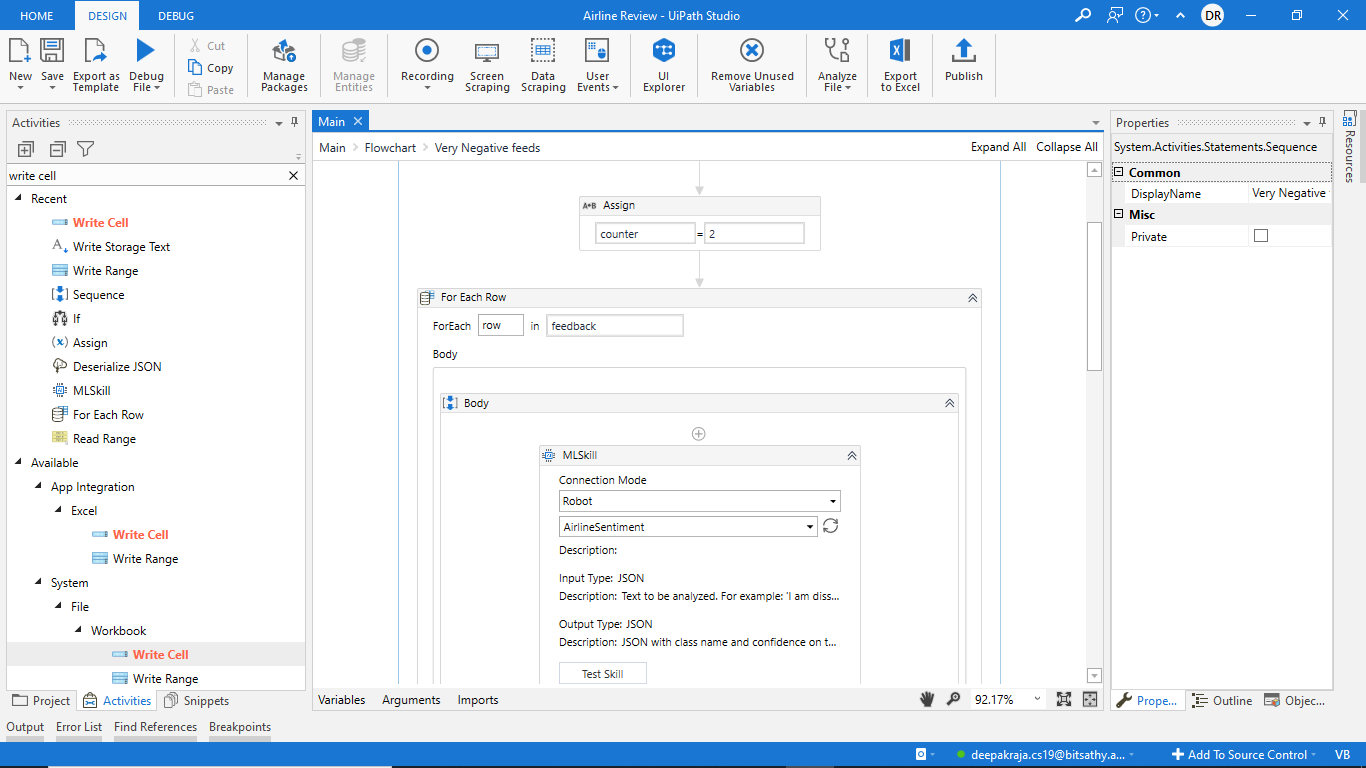 HOME DESIGN DEBUG Airline Review - UiPath Studio ? DR
New Save Export as Template Debug File Cut Copy Paste Manage Packages Manage Entities Recording Screen Scraping Data Scraping User Events UI Explorer Remove Unused Variables Analyze File Export to Excel Publish
Activities
write cell
Recent
Write Cell
Write Storage Text
Write Range
Sequence
If
Assign
Deserialize JSON
MLSkill
For Each Row
Read Range
Available
App Integration
Excel
Write Cell
Write Range
System
File
Workbook
Write Cell
Write Range
Project Activities Snippets
Main
Main > Flowchart > Very Negative feeds Expand All Collapse All
A*B Assign
counter = 2
For Each Row
ForEach row in feedback
Body
Body
MLSkill
Connection Mode
Robot
AirlineSentiment
Description:
Input Type: JSON
Description: Text to be analyzed. For example: 'I am diss...
Output Type: JSON
Description: JSON with class name and confidence on t...
Test Skill
Variables Arguments Imports 92.17%
Properties
System.Activities.Statements.Sequence
Common
DisplayName Very Negative
Misc
Private
Prope... Outline Objec...
Resources
Output Error List Find References Breakpoints
deepakraja.cs19@bitsathy.a... Add To Source Control VB